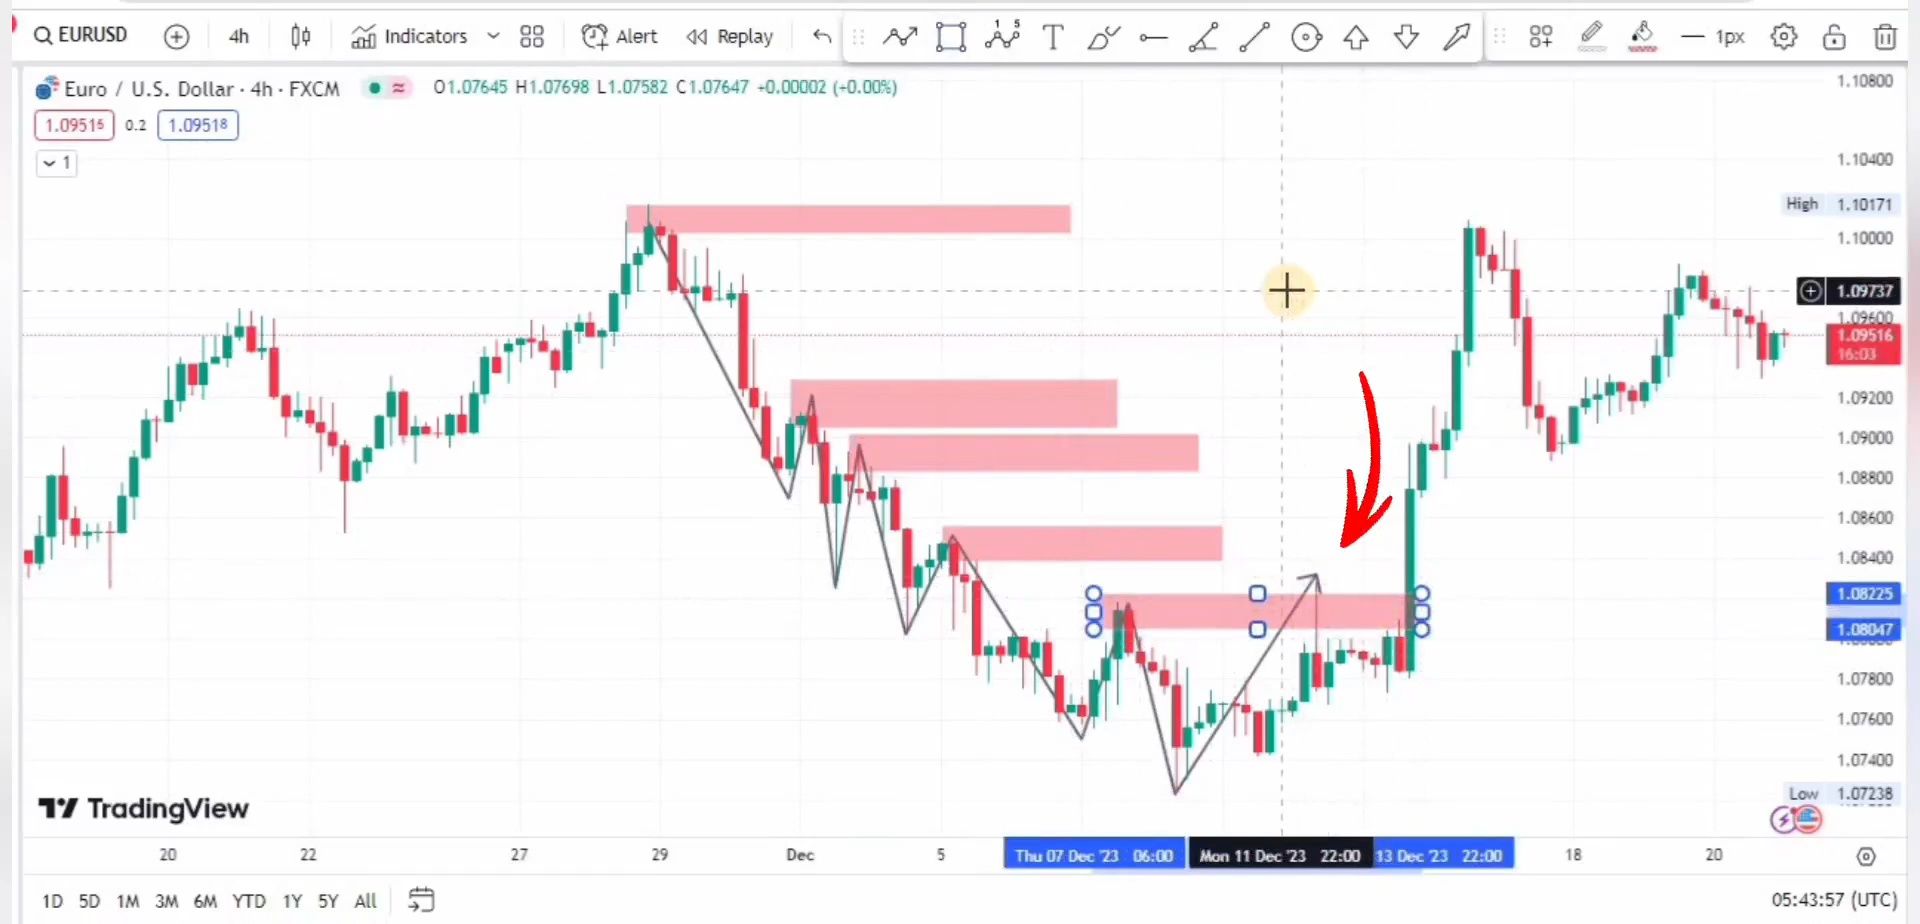 EURUSD 4h Indicators Alert Replay 1 5 T 1px
Euro / U.S. Dollar · 4h · FXCM O1.07645 H1.07698 L1.07582 C1.07647 +0.00002 (+0.00%)
1.09516 0.2 1.09518
1
1.10800
1.10400
High 1.10171
1.10000
1.09737
1.09600
1.09516
16:03
1.09200
1.09000
1.08800
1.08600
1.08400
1.08225
1.08047
1.07800
1.07600
1.07400
Low 1.07238
TradingView
20 22 27 29 Dec 5 Thu 07 Dec '23 06:00 Mon 11 Dec '23 22:00 13 Dec '23 22:00 18 20
1D 5D 1M 3M 6M YTD 1Y 5Y All 05:43:57 (UTC)